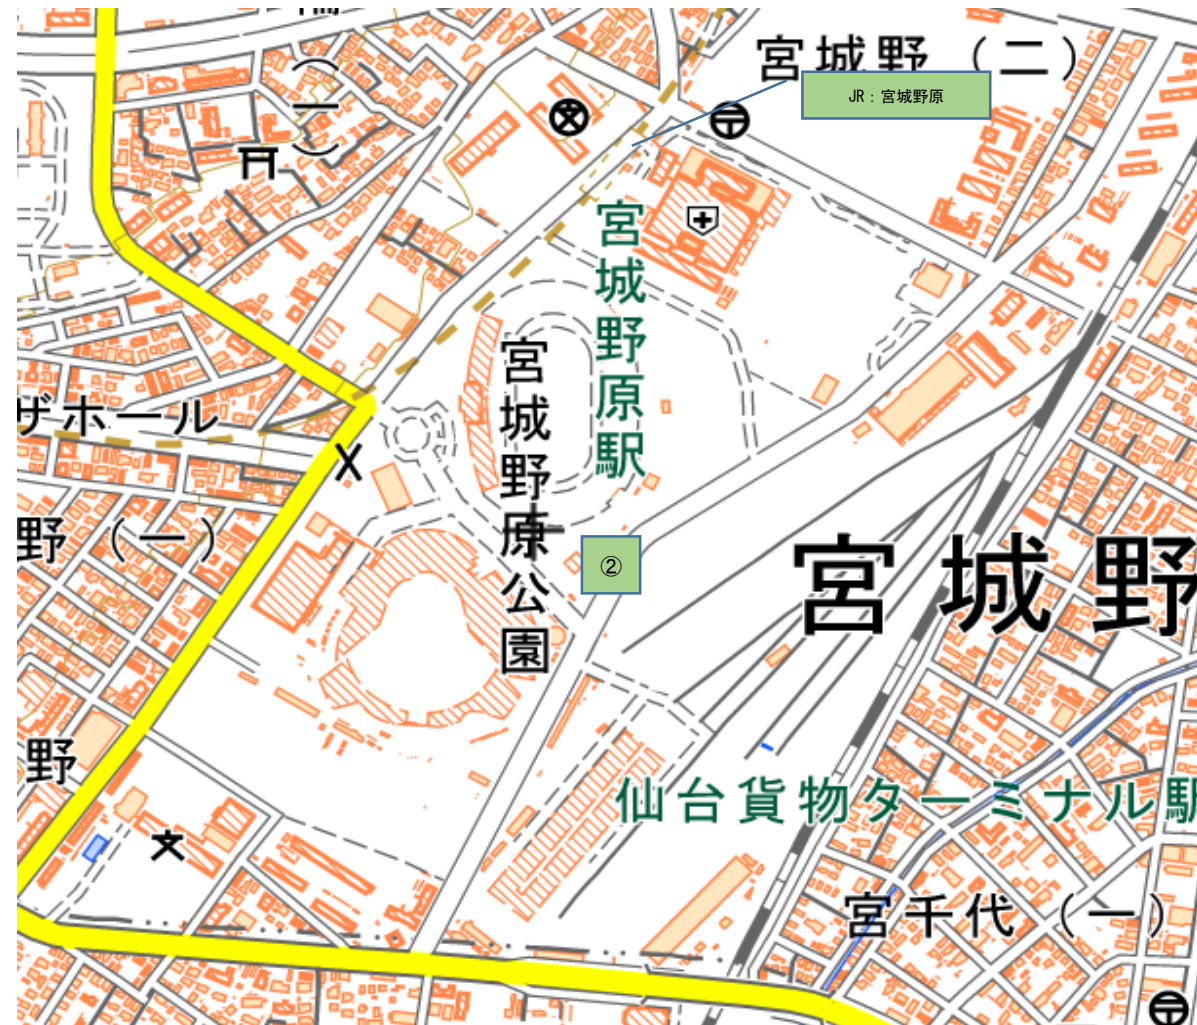 宮城野（二）
JR：宮城野原
（一）
宮城野原駅
宮城野原公園
ザホール
野（一）
②
宮城野
野
仙台貨物ターミナル駅
宮千代（一）